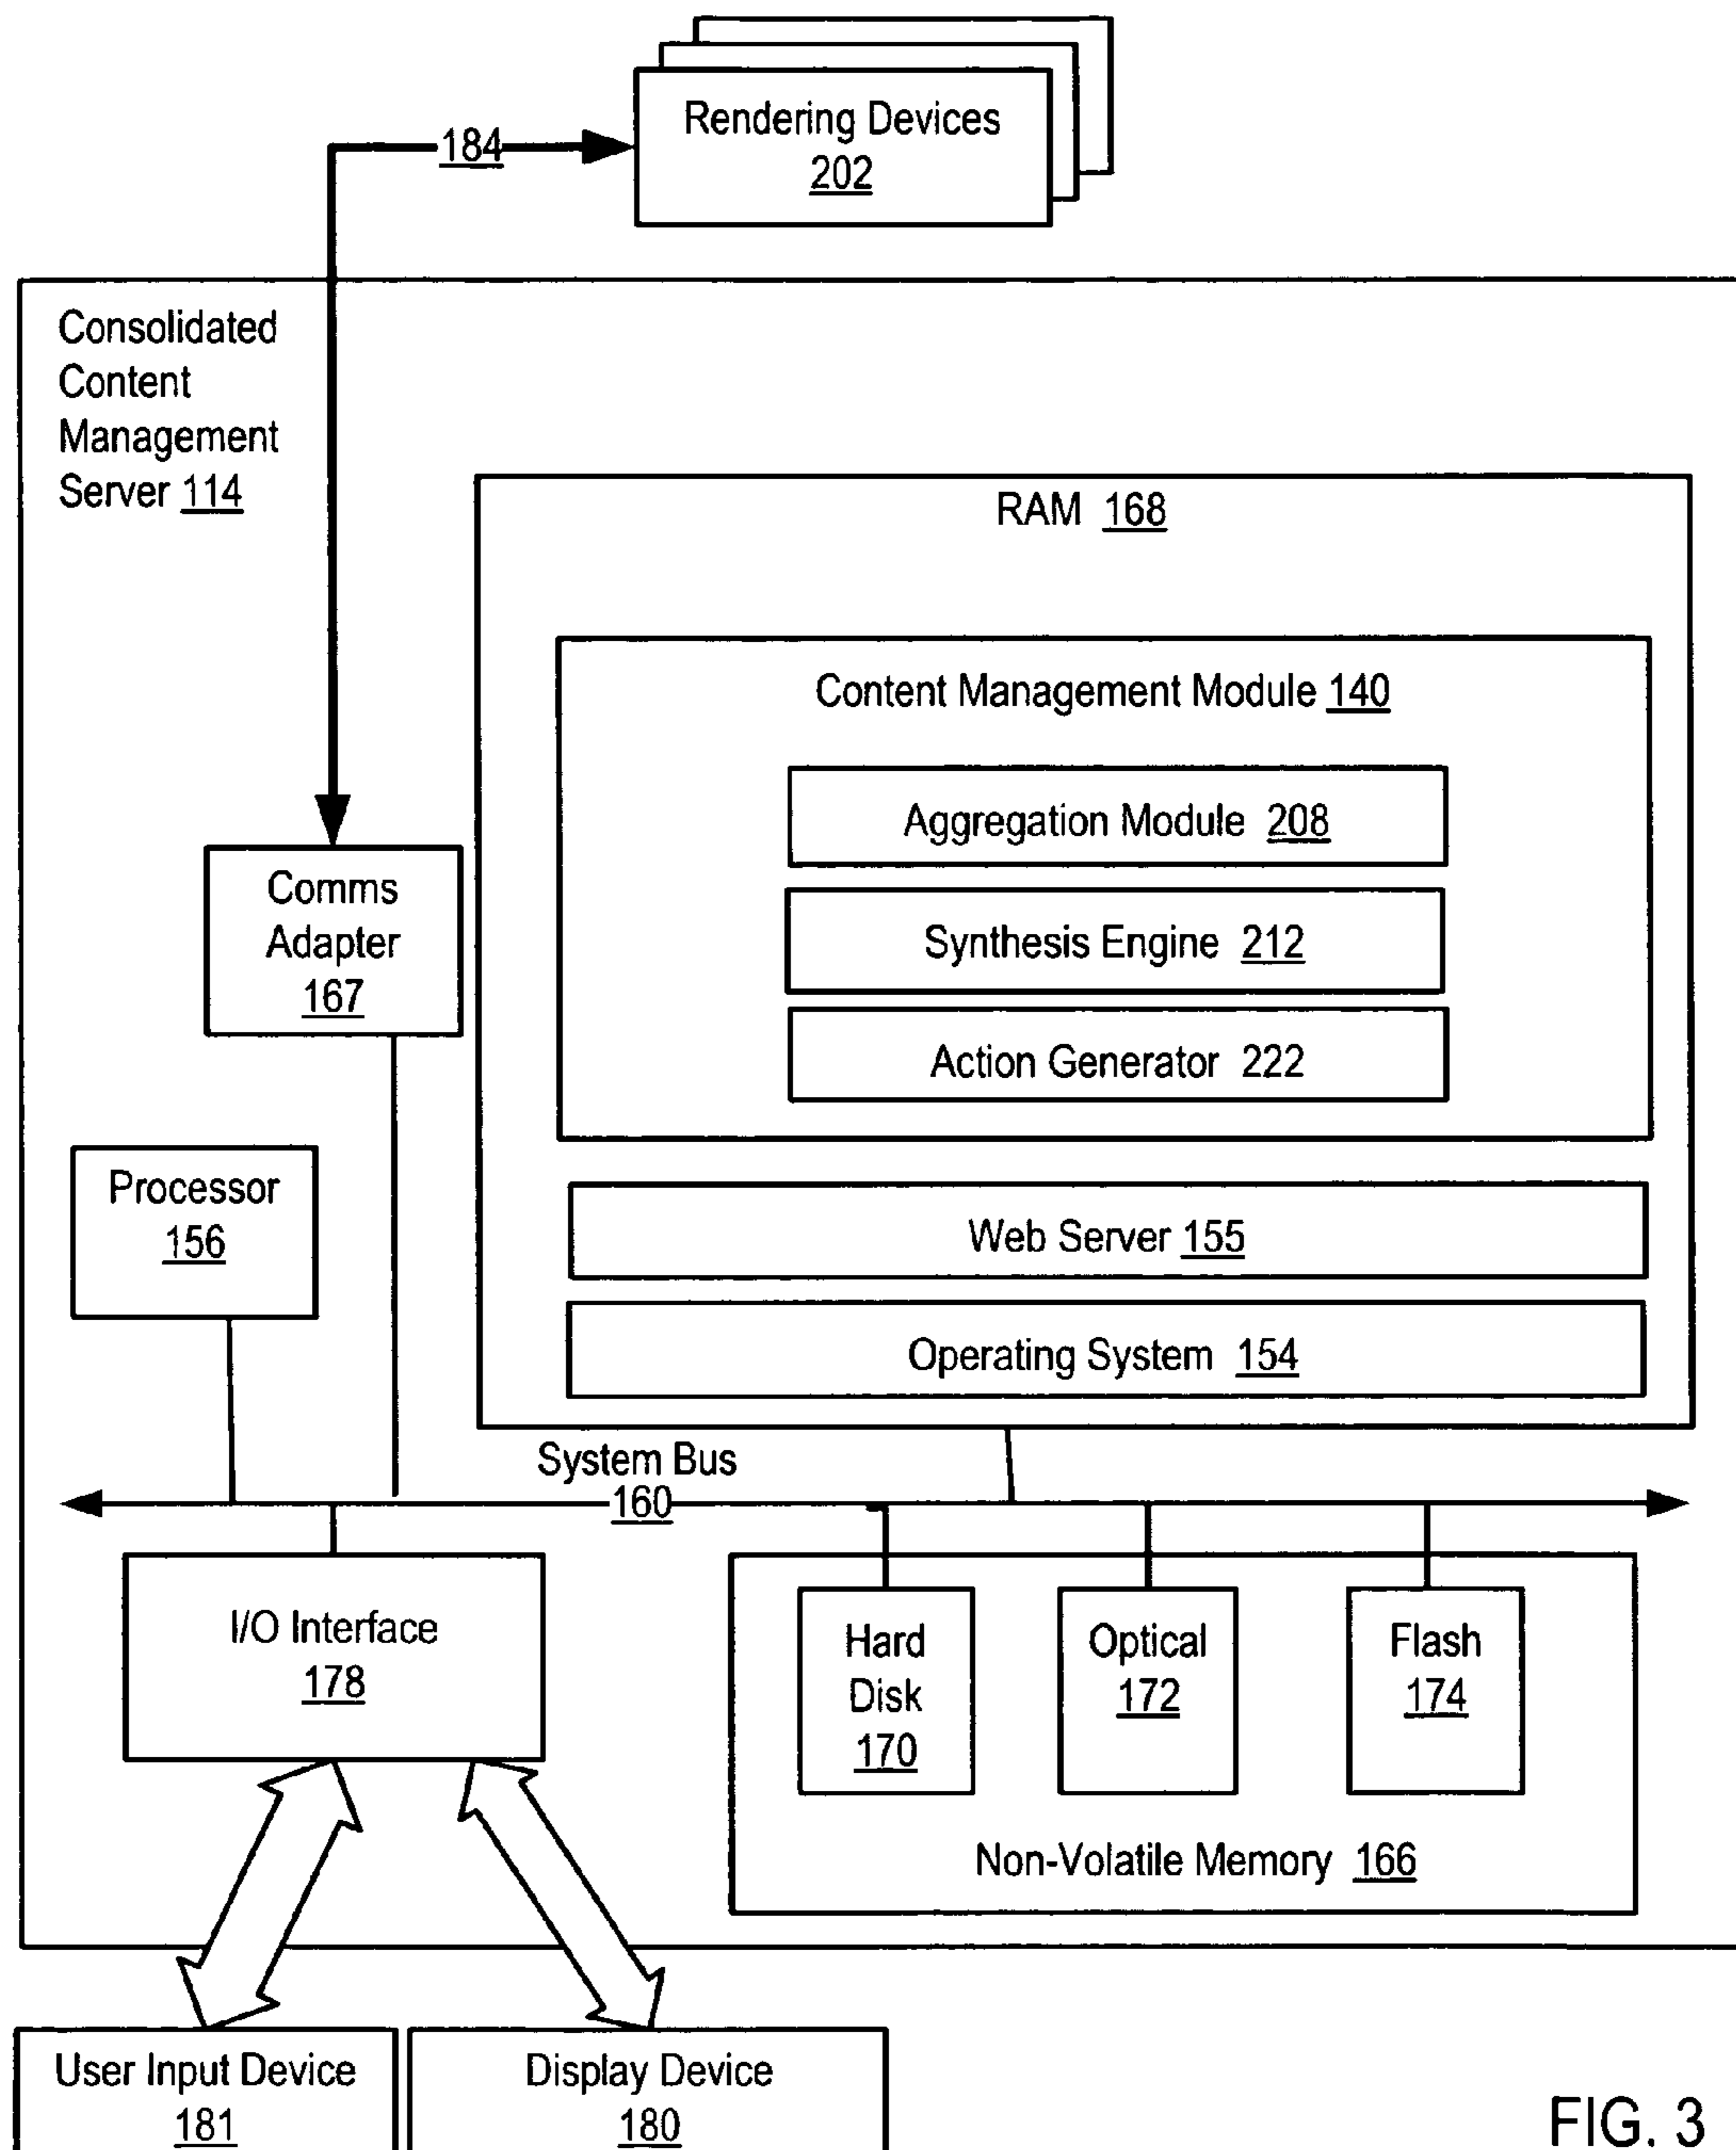 Rendering Devices
202
184
Consolidated
Content
Management
Server 114
RAM 168
Content Management Module 140
Aggregation Module 208
Synthesis Engine 212
Action Generator 222
Comms
Adapter
167
Processor
156
Web Server 155
Operating System 154
System Bus
160
I/O Interface
178
Hard
Disk
170
Optical
172
Flash
174
Non-Volatile Memory 166
User Input Device
181
Display Device
180
FIG. 3